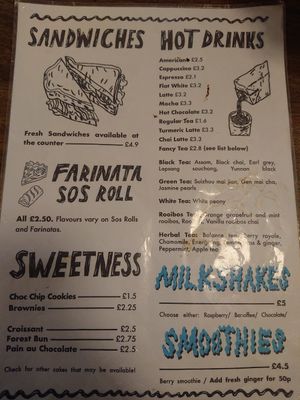 SANDWICHES
Fresh Sandwiches available at
the counter £4.9
FARINATA
SOS ROLL
All £2.50. Flavours vary on Sos Rolls
and Farinatas.
SWEETNESS
Choc Chip Cookies £1.5
Brownies £2.25
Croissant £2.5
Forest Bun £2.75
Pain au Chocolate £2.5
Check for other cakes that may be available!
HOT DRINKS
Americano £2.5
Cappuccino £3.2
Espresso £2.1
Flat White £3.2
Latte £3.2
Mocha £3.3
Hot Chocolate £3.2
Regular Tea £1.6
Turmeric Latte £3.3
Chai Latte £3.2
Fancy Tea £2.8 (see list below)
Black Tea: Assam, Black chai, Earl grey,
Lapsang souchong, Yunnan black
Green Tea: Suizhou mai jian, Gen mai cha,
Jasmine pearls
White Tea: White peony
Rooibos Tea: Orange grapefruit and mint
rooibos, Rooibos, Vanilla rooibos chai
Herbal Tea: Balance tea, Berry royale,
Chamomile, & ginger,
Peppermint, Apple tea
MILKSHAKES
£5
Choose either: Raspberry/ Banoffee/ Chocolate/
SMOOTHIES
£4.5
Berry smoothie / Add fresh ginger for 50p